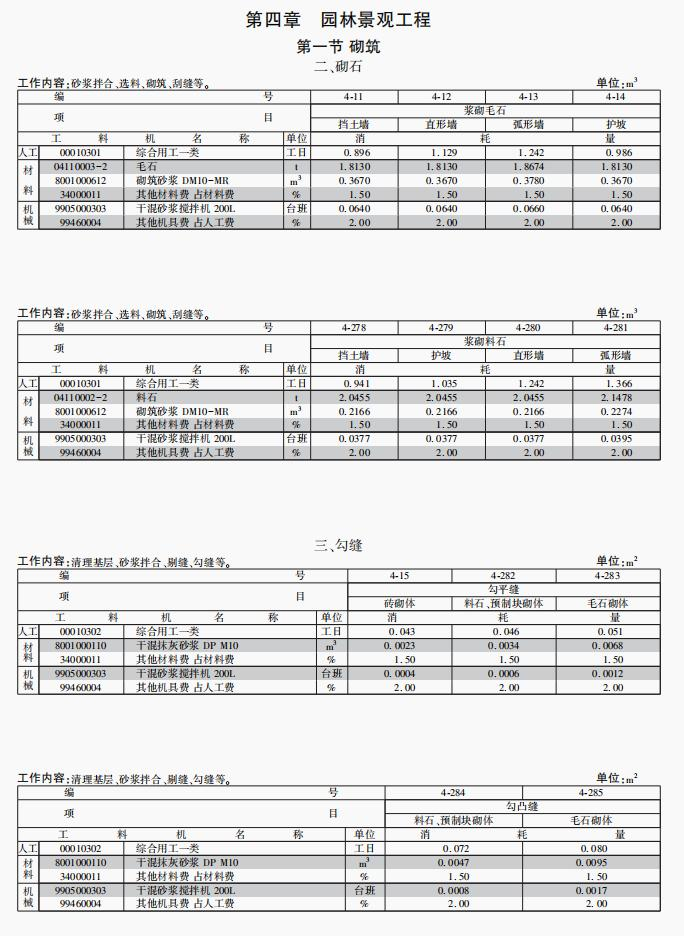 第四章 园林景观工程
第一节 砌筑
二、砌石
工作内容:砂浆拌合、选料、砌筑、刮缝等。 单位:m³
编 号 4-11 4-12 4-13 4-14
项 目 浆砌毛石
挡土墙 直形墙 弧形墙 护坡
工 料 机 名 称 单位 消 耗 量
人工 00010301 综合用工一类 工日 0.896 1.129 1.242 0.986
材料 04110003-2 毛石 t 1.8130 1.8130 1.8674 1.8130
8001000612 砌筑砂浆 DM10-MR m³ 0.3670 0.3670 0.3780 0.3670
34000011 其他材料费 占材料费 % 1.50 1.50 1.50 1.50
机械 9905000303 干混砂浆搅拌机 200L 台班 0.0640 0.0640 0.0660 0.0640
99460004 其他机具费 占人工费 % 2.00 2.00 2.00 2.00
工作内容:砂浆拌合、选料、砌筑、刮缝等。 单位:m³
编 号 4-278 4-279 4-280 4-281
项 目 浆砌料石
挡土墙 护坡 直形墙 弧形墙
工 料 机 名 称 单位 消 耗 量
人工 00010301 综合用工一类 工日 0.941 1.035 1.242 1.366
材料 04110002-2 料石 t 2.0455 2.0455 2.0455 2.1478
8001000612 砌筑砂浆 DM10-MR m³ 0.2166 0.2166 0.2166 0.2274
34000011 其他材料费 占材料费 % 1.50 1.50 1.50 1.50
机械 9905000303 干混砂浆搅拌机 200L 台班 0.0377 0.0377 0.0377 0.0395
99460004 其他机具费 占人工费 % 2.00 2.00 2.00 2.00
三、勾缝
工作内容:清理基层、砂浆拌合、剔缝、勾缝等。 单位:m²
编 号 4-15 4-282 4-283
项 目 勾平缝
砖砌体 料石、预制块砌体 毛石砌体
工 料 机 名 称 单位 消 耗 量
人工 00010302 综合用工一类 工日 0.043 0.046 0.051
材料 8001000110 干混抹灰砂浆 DP M10 m³ 0.0023 0.0034 0.0068
34000011 其他材料费 占材料费 % 1.50 1.50 1.50
机械 9905000303 干混砂浆搅拌机 200L 台班 0.0004 0.0006 0.0012
99460004 其他机具费 占人工费 % 2.00 2.00 2.00
工作内容:清理基层、砂浆拌合、剔缝、勾缝等。 单位:m²
编 号 4-284 4-285
项 目 勾凸缝
料石、预制块砌体 毛石砌体
工 料 机 名 称 单位 消 耗 量
人工 00010302 综合用工一类 工日 0.072 0.080
材料 8001000110 干混抹灰砂浆 DP M10 m³ 0.0047 0.0095
34000011 其他材料费 占材料费 % 1.50 1.50
机械 9905000303 干混砂浆搅拌机 200L 台班 0.0008 0.0017
99460004 其他机具费 占人工费 % 2.00 2.00